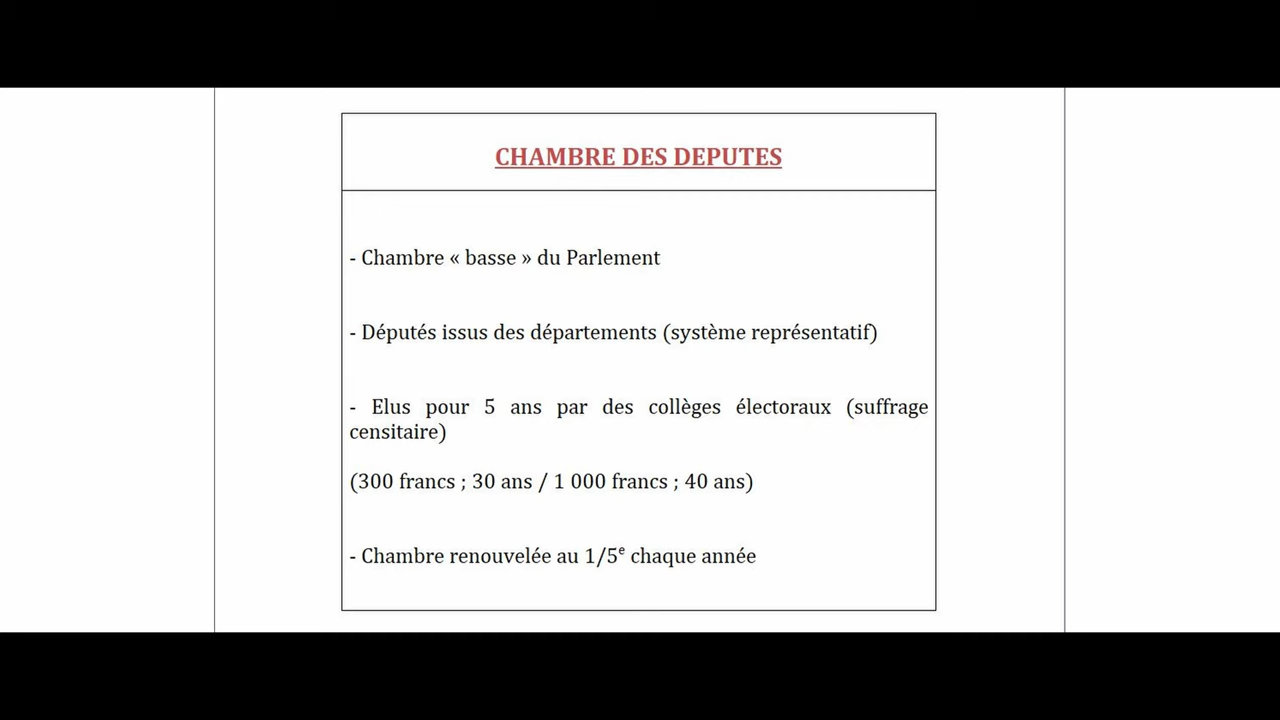 CHAMBRE DES DEPUTES
- Chambre « basse » du Parlement
- Députés issus des départements (système représentatif)
- Elus pour 5 ans par des collèges électoraux (suffrage
censitaire)
(300 francs ; 30 ans / 1 000 francs ; 40 ans)
- Chambre renouvelée au 1/5e chaque année